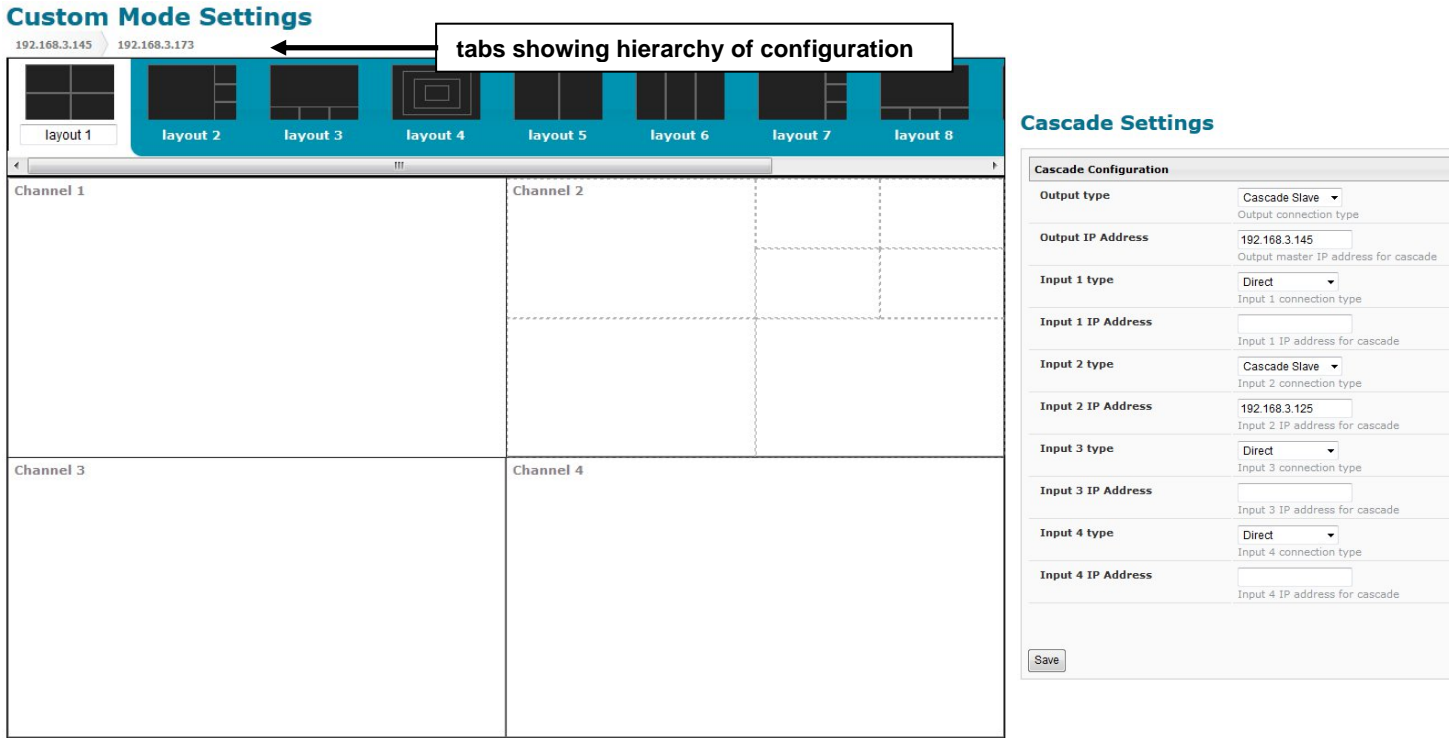 Custom Mode Settings
192.168.3.145 192.168.3.173
tabs showing hierarchy of configuration
layout 1 layout 2 layout 3 layout 4 layout 5 layout 6 layout 7 layout 8
Channel 1
Channel 2
Channel 3
Channel 4
Cascade Settings
Cascade Configuration
Output type Cascade Slave
Output connection type
Output IP Address 192.168.3.145
Output master IP address for cascade
Input 1 type Direct
Input 1 connection type
Input 1 IP Address
Input 1 IP address for cascade
Input 2 type Cascade Slave
Input 2 connection type
Input 2 IP Address 192.168.3.125
Input 2 IP address for cascade
Input 3 type Direct
Input 3 connection type
Input 3 IP Address
Input 3 IP address for cascade
Input 4 type Direct
Input 4 connection type
Input 4 IP Address
Input 4 IP address for cascade
Save